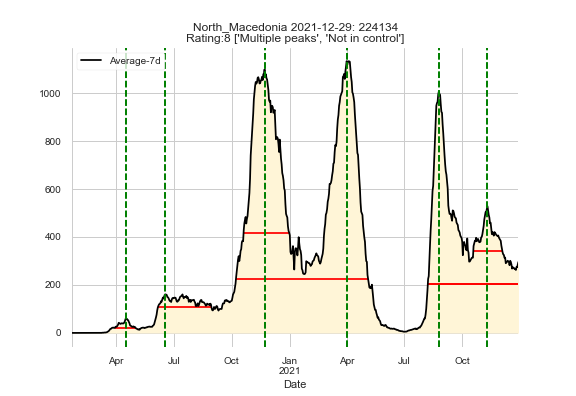 North_Macedonia 2021-12-29: 224134
Rating:8 ['Multiple peaks', 'Not in control']
Average-7d
1000
800
600
400
200
0
Apr
Jul
Oct
Jan
2021
Apr
Jul
Oct
Date